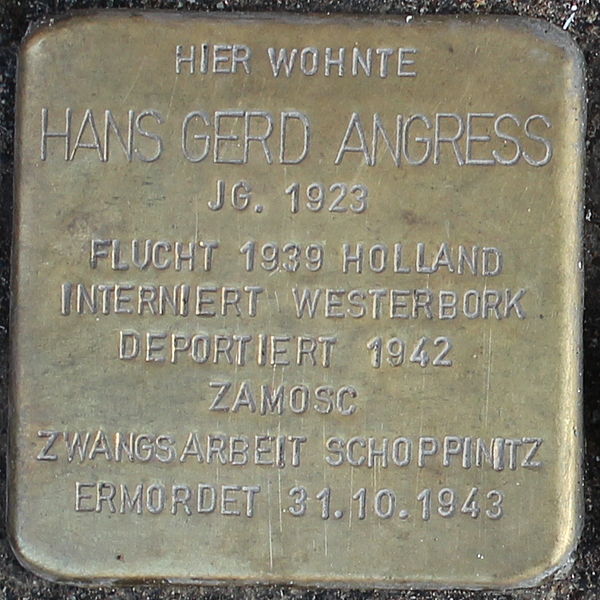 HIER WOHNTE
HANS GERD ANGRESS
JG. 1923
FLUCHT 1939 HOLLAND
INTERNIERT WESTERBORK
DEPORTIERT 1942
ZAMOSC
ZWANGSARBEIT SCHOPPINITZ
ERMORDET 31.10.1943